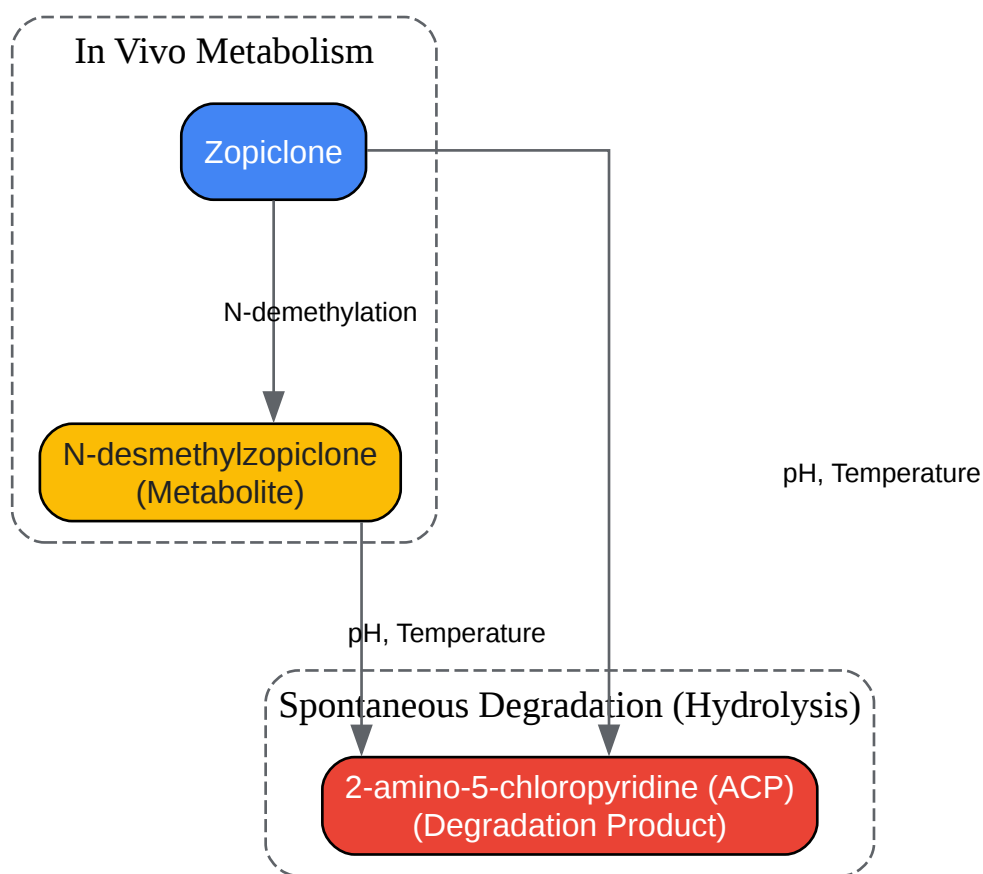 In Vivo Metabolism
Zopiclone
N-demethylation
N-desmethylzopiclone
(Metabolite)
pH, Temperature
pH, Temperature
Spontaneous Degradation (Hydrolysis)
2-amino-5-chloropyridine (ACP)
(Degradation Product)